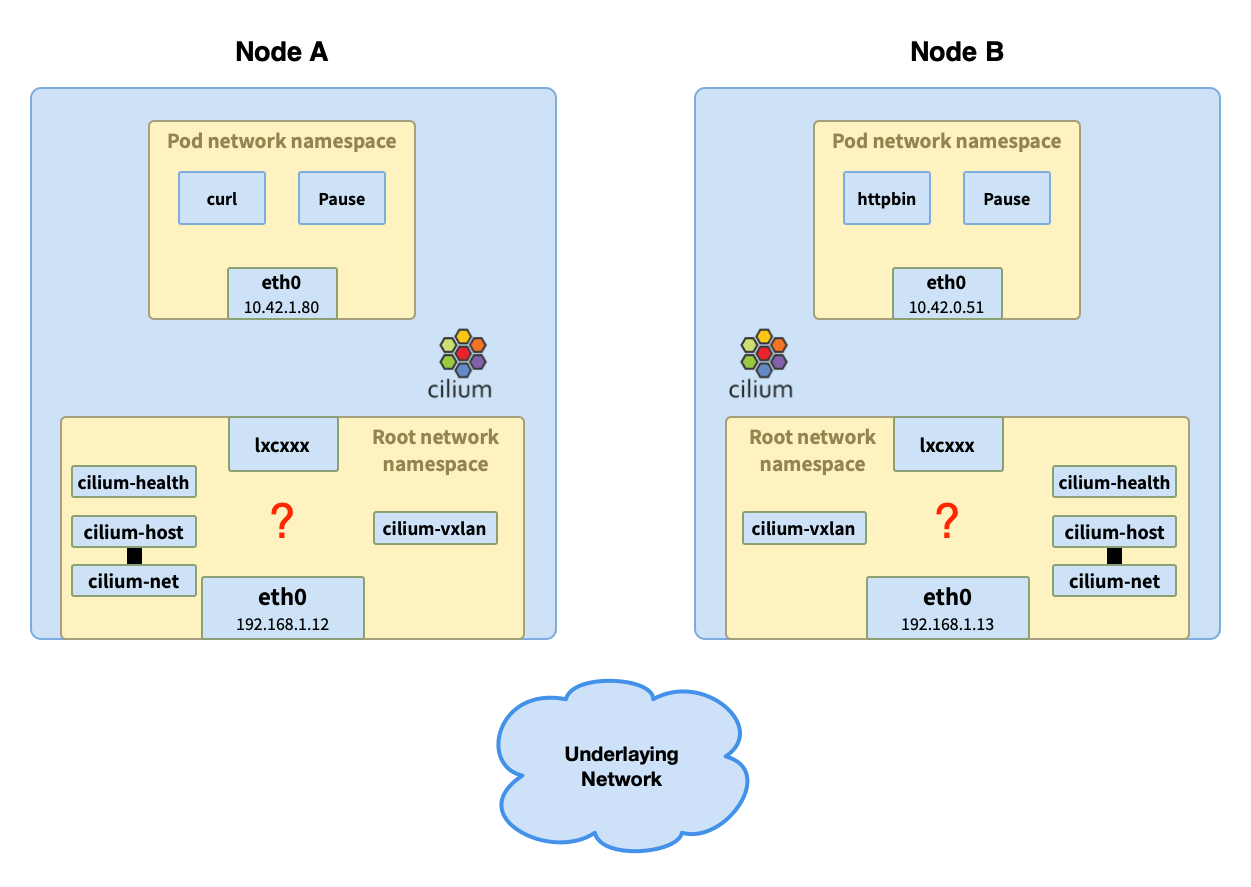 Node A
Pod network namespace
curl
Pause
eth0
10.42.1.80
cilium
lxcxxx
Root network
namespace
cilium-health
cilium-host
cilium-net
?
cilium-vxlan
eth0
192.168.1.12
Node B
Pod network namespace
httpbin
Pause
eth0
10.42.0.51
cilium
Root network
namespace
lxcxxx
cilium-vxlan
?
cilium-health
cilium-host
cilium-net
eth0
192.168.1.13
Underlaying
Network